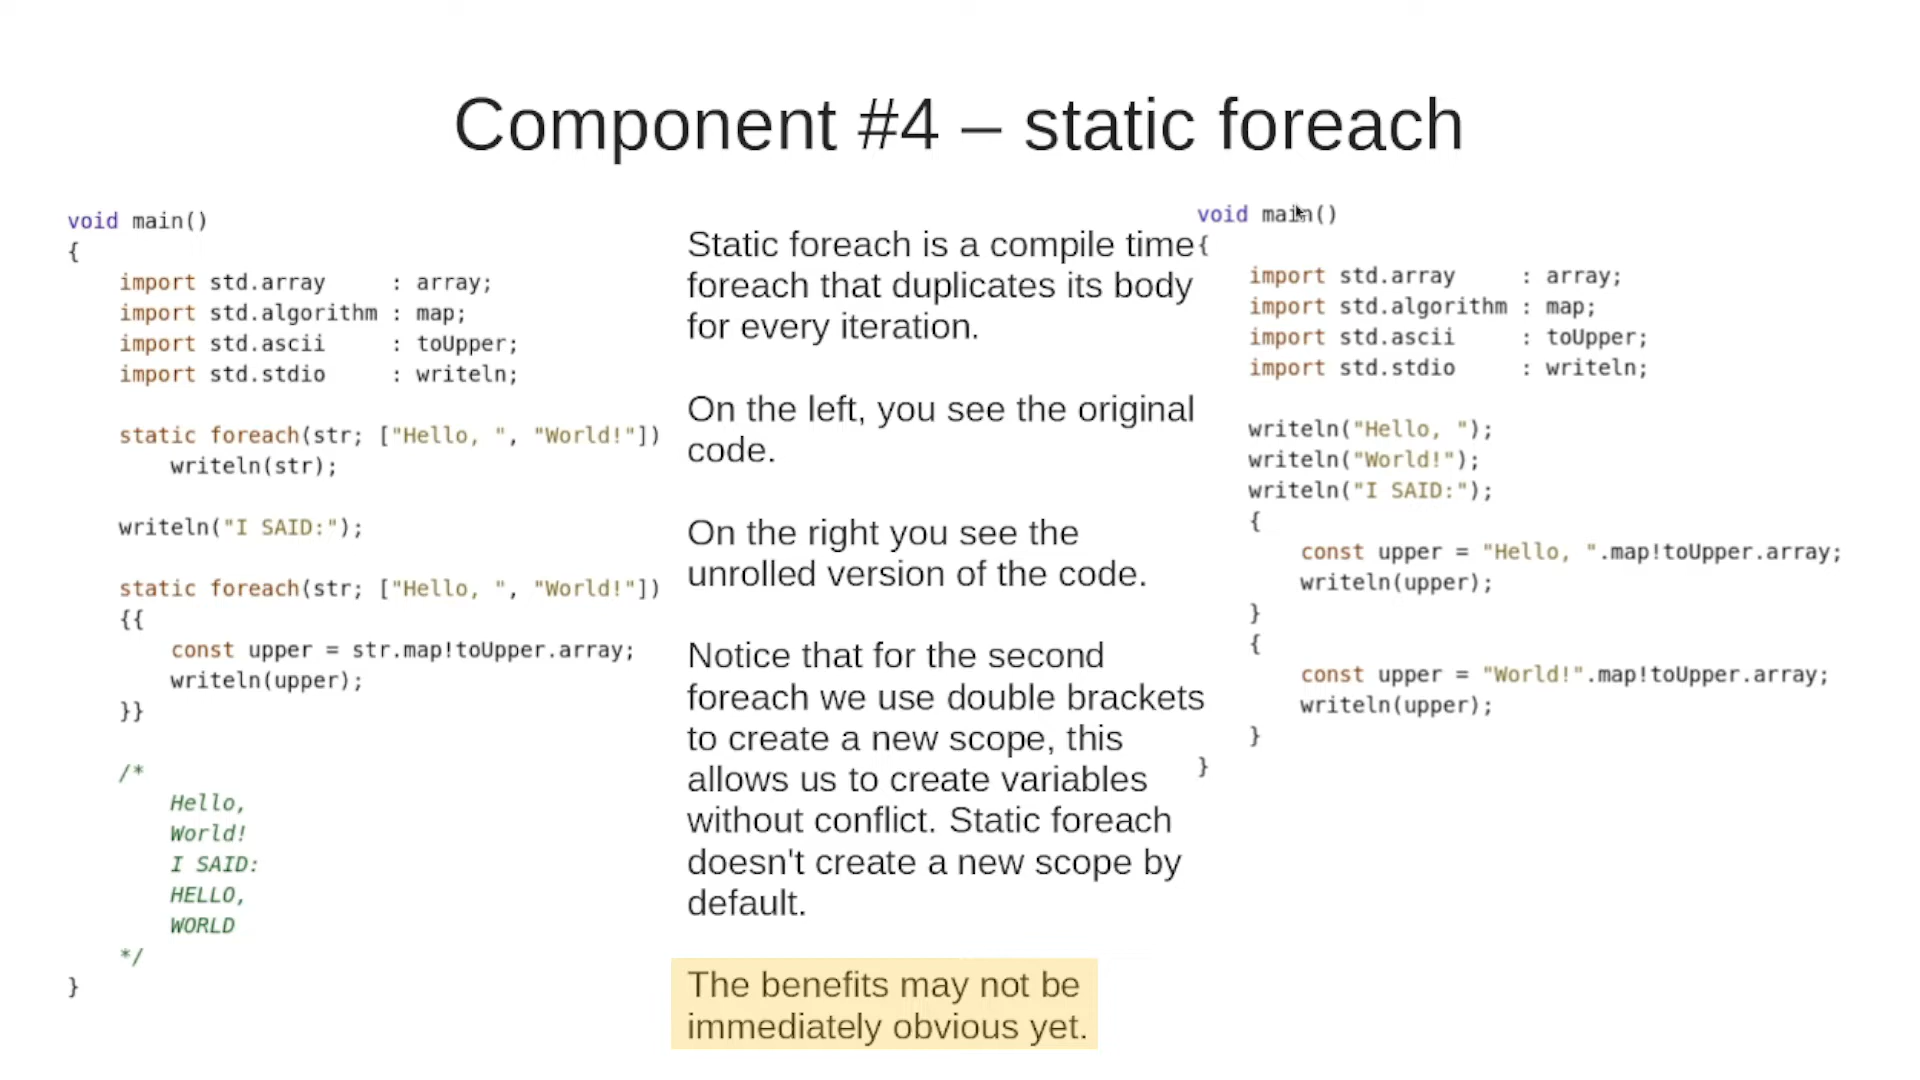 Component #4 – static foreach
void main()
{
    import std.array     : array;
    import std.algorithm : map;
    import std.ascii     : toUpper;
    import std.stdio     : writeln;

    static foreach(str; ["Hello, ", "World!"])
        writeln(str);

    writeln("I SAID:");

    static foreach(str; ["Hello, ", "World!"])
    {{
        const upper = str.map!toUpper.array;
        writeln(upper);
    }}

    /*
        Hello,
        World!
        I SAID:
        HELLO,
        WORLD
    */
}
Static foreach is a compile time
foreach that duplicates its body
for every iteration.
On the left, you see the original
code.
On the right you see the
unrolled version of the code.
Notice that for the second
foreach we use double brackets
to create a new scope, this
allows us to create variables
without conflict. Static foreach
doesn't create a new scope by
default.
The benefits may not be
immediately obvious yet.
void main()
{
    import std.array     : array;
    import std.algorithm : map;
    import std.ascii     : toUpper;
    import std.stdio     : writeln;

    writeln("Hello, ");
    writeln("World!");
    writeln("I SAID:");
    {
        const upper = "Hello, ".map!toUpper.array;
        writeln(upper);
    }
    {
        const upper = "World!".map!toUpper.array;
        writeln(upper);
    }
}